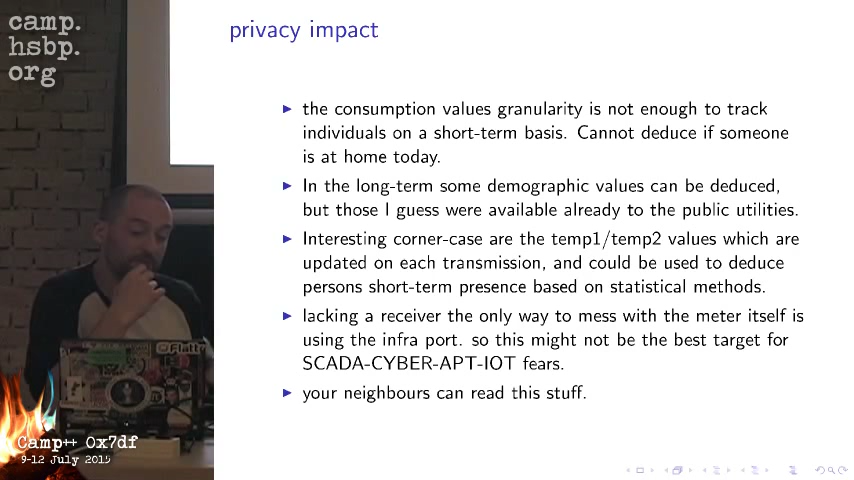 camp.
hsbp.
org
privacy impact
the consumption values granularity is not enough to track
individuals on a short-term basis. Cannot deduce if someone
is at home today.
In the long-term some demographic values can be deduced,
but those I guess were available already to the public utilities.
Interesting corner-case are the temp1/temp2 values which are
updated on each transmission, and could be used to deduce
persons short-term presence based on statistical methods.
lacking a receiver the only way to mess with the meter itself is
using the infra port. so this might not be the best target for
SCADA-CYBER-APT-IOT fears.
your neighbours can read this stuff.
Flattr
Camp++ 0x7df
9-12 July 2015